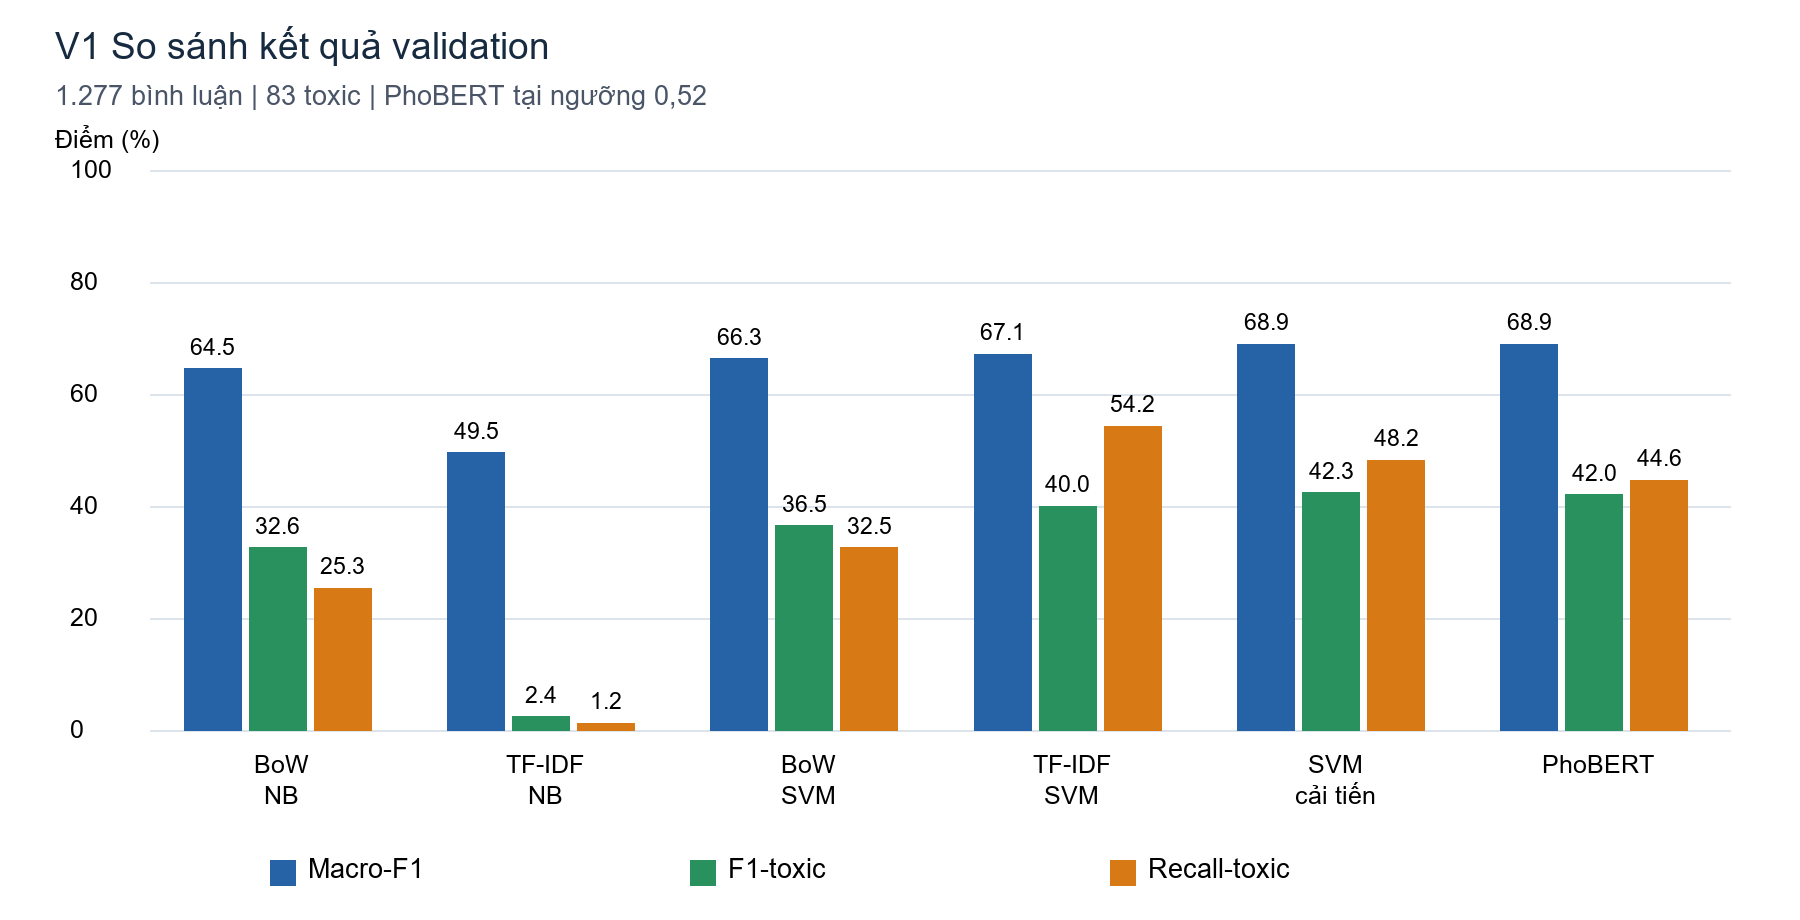 V1 So sánh kết quả validation
1.277 bình luận | 83 toxic | PhoBERT tại ngưỡng 0,52
Điểm (%)
100
80
60
40
20
0
64.5
32.6
25.3
49.5
2.4
1.2
66.3
36.5
32.5
67.1
40.0
54.2
68.9
42.3
48.2
68.9
42.0
44.6
BoW
NB
TF-IDF
NB
BoW
SVM
TF-IDF
SVM
SVM
cải tiến
PhoBERT
Macro-F1
F1-toxic
Recall-toxic